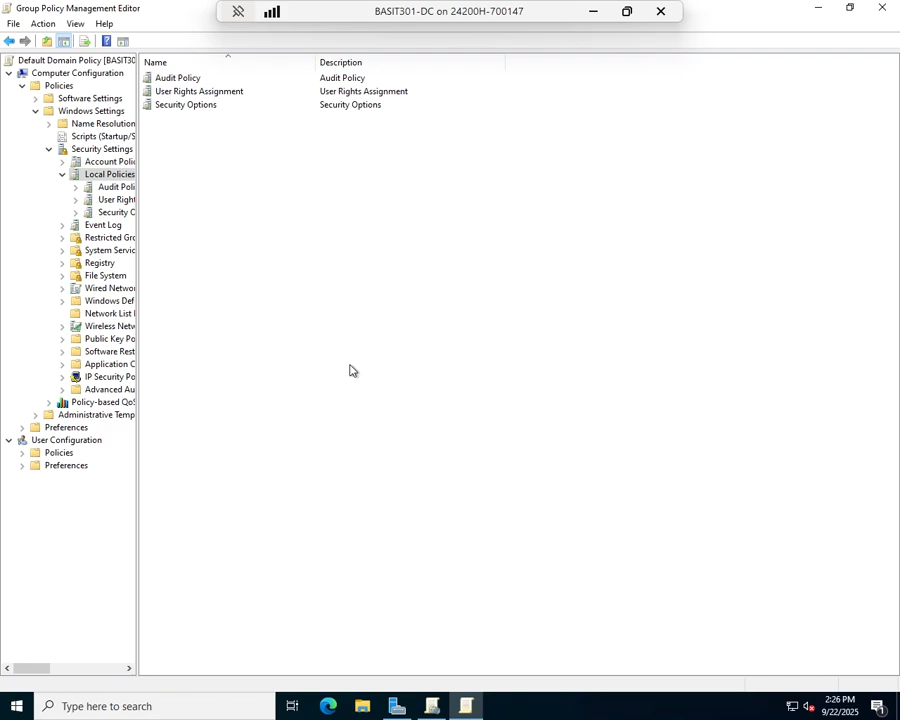 Group Policy Management Editor
BASIT301-DC on 24200H-700147
File Action View Help
Default Domain Policy [BASIT30
Computer Configuration
Policies
Software Settings
Windows Settings
Name Resolution
Scripts (Startup/S
Security Settings
Account Polic
Local Policies
Audit Poli
User Right
Security O
Event Log
Restricted Gro
System Servic
Registry
File System
Wired Networ
Windows Def
Network List
Wireless Netw
Public Key Po
Software Rest
Application C
IP Security Po
Advanced Au
Policy-based QoS
Administrative Temp
Preferences
User Configuration
Policies
Preferences
Name Description
Audit Policy Audit Policy
User Rights Assignment User Rights Assignment
Security Options Security Options
Type here to search
2:26 PM
9/22/2025
1